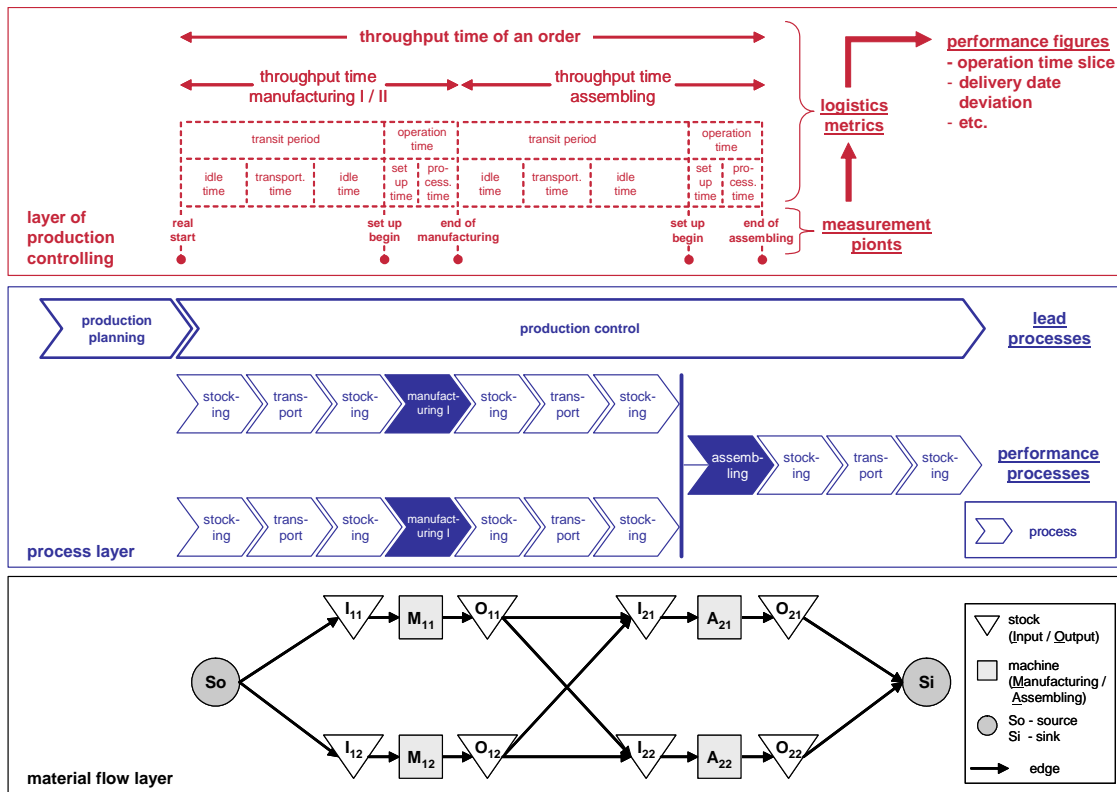 throughput time of an order
performance figures
- operation time slice
- delivery date
deviation
- etc.
throughput time
manufacturing I / II
throughput time
assembling
logistics
metrics
transit period
operation
time
transit period
operation
time
idle
time
transport.
time
idle
time
set
up
time
pro-
cess.
time
idle
time
transport.
time
idle
time
set
up
time
pro-
cess.
time
layer of
production
controlling
real
start
set up
begin
end of
manufacturing
set up
begin
end of
assembling
measurement
pionts
production
planning
production control
lead
processes
stock-
ing
trans-
port
stock-
ing
manufact-
uring I
stock-
ing
trans-
port
stock-
ing
assemb-
ling
stock-
ing
trans-
port
stock-
ing
performance
processes
stock-
ing
trans-
port
stock-
ing
manufact-
uring I
stock-
ing
trans-
port
stock-
ing
process
process layer
I11
M11
O11
I21
A21
O21
So
Si
I12
M12
O12
I22
A22
O22
material flow layer
stock
(Input / Output)
machine
(Manufacturing /
Assembling)
So - source
Si - sink
edge